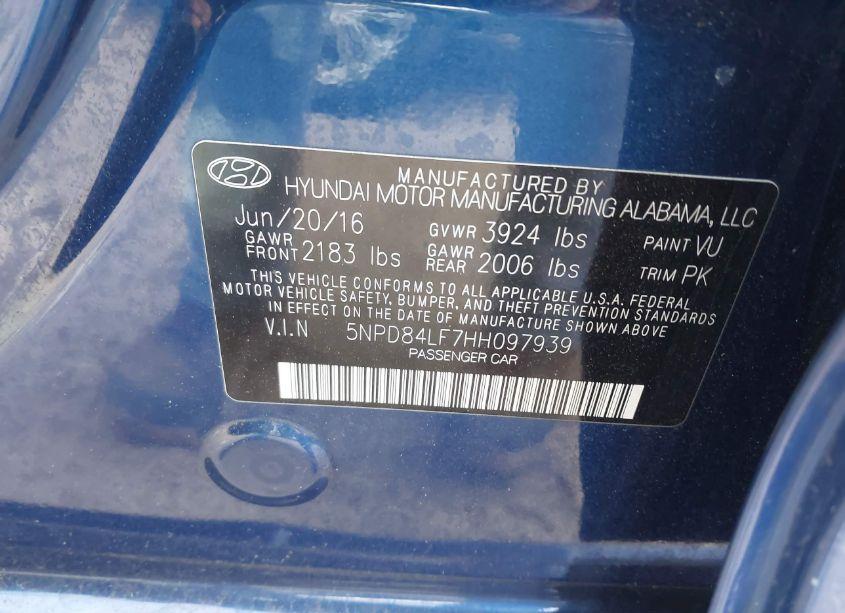 MANUFACTURED BY
HYUNDAI MOTOR MANUFACTURING ALABAMA, LLC
Jun/20/16 GVWR 3924 lbs PAINT VU
GAWR FRONT 2183 lbs GAWR REAR 2006 lbs TRIM PK
THIS VEHICLE CONFORMS TO ALL APPLICABLE U.S.A. FEDERAL
MOTOR VEHICLE SAFETY, BUMPER, AND THEFT PREVENTION STANDARDS
IN EFFECT ON THE DATE OF MANUFACTURE SHOWN ABOVE
V.I.N 5NPD84LF7HH097939
PASSENGER CAR